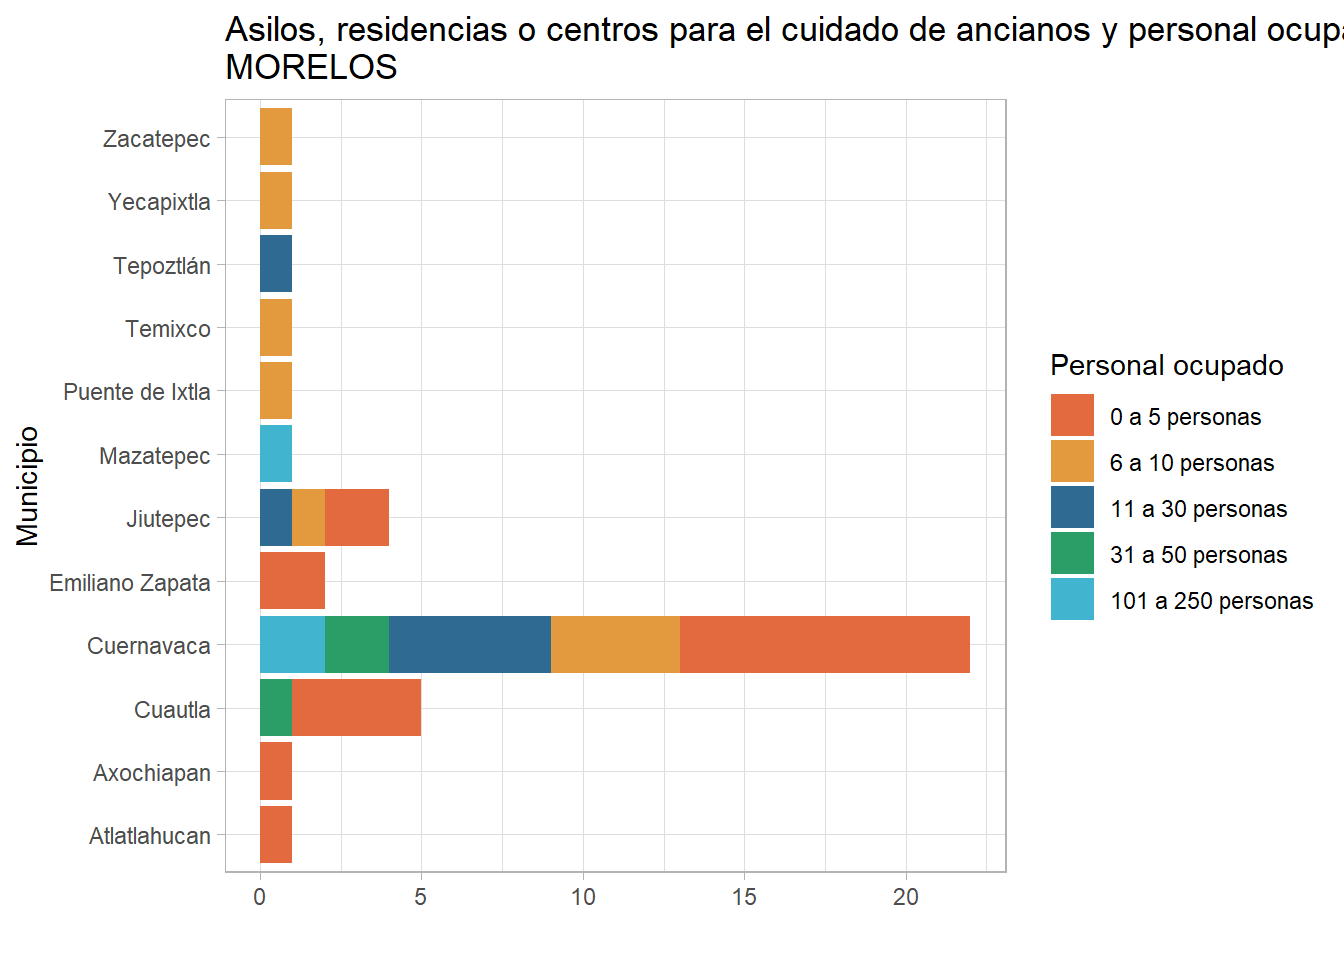 Asilos, residencias o centros para el cuidado de ancianos y personal
MORELOS
Municipio
Zacatepec
Yecapixtla
Tepoztlán
Temixco
Puente de Ixtla
Mazatepec
Jiutepec
Emiliano Zapata
Cuernavaca
Cuautla
Axochiapan
Atlatlahucan
0 5 10 15 20
Personal ocupado
0 a 5 personas
6 a 10 personas
11 a 30 personas
31 a 50 personas
101 a 250 personas